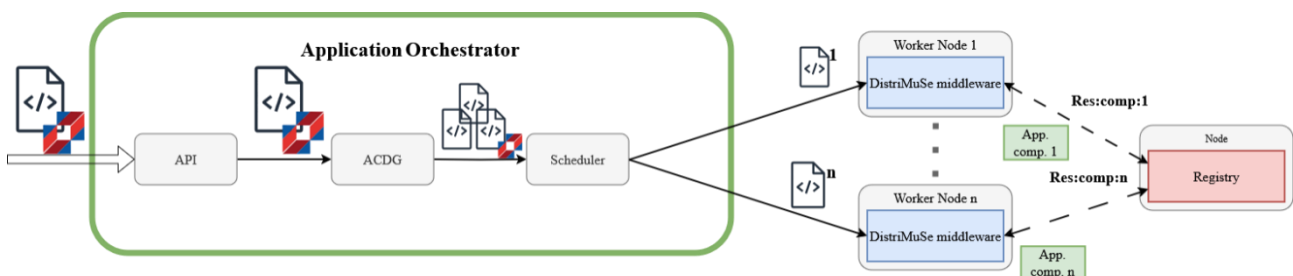 Application Orchestrator
</>
API
</>
ACDG
</>
</>
</>
Scheduler
</>
1
</>
n
Worker Node 1
DistriMuSe middleware
Worker Node n
DistriMuSe middleware
Res:comp:1
App.
comp. 1
Res:comp:n
App.
comp. n
Node
Registry